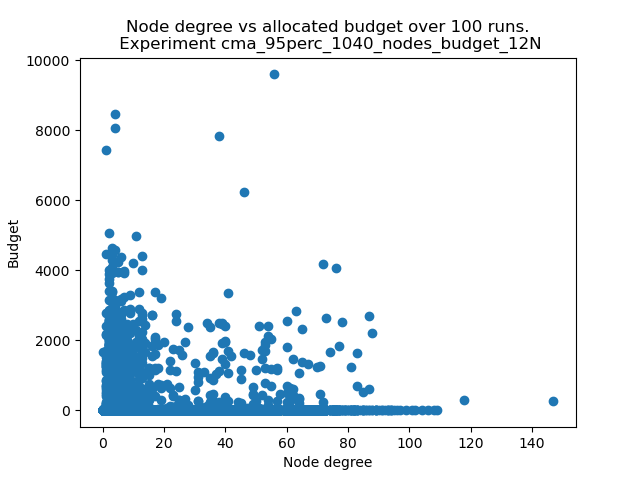 Node degree vs allocated budget over 100 runs.
Experiment cma_95perc_1040_nodes_budget_12N
10000
8000
6000
4000
2000
0
Budget
0 20 40 60 80 100 120 140
Node degree